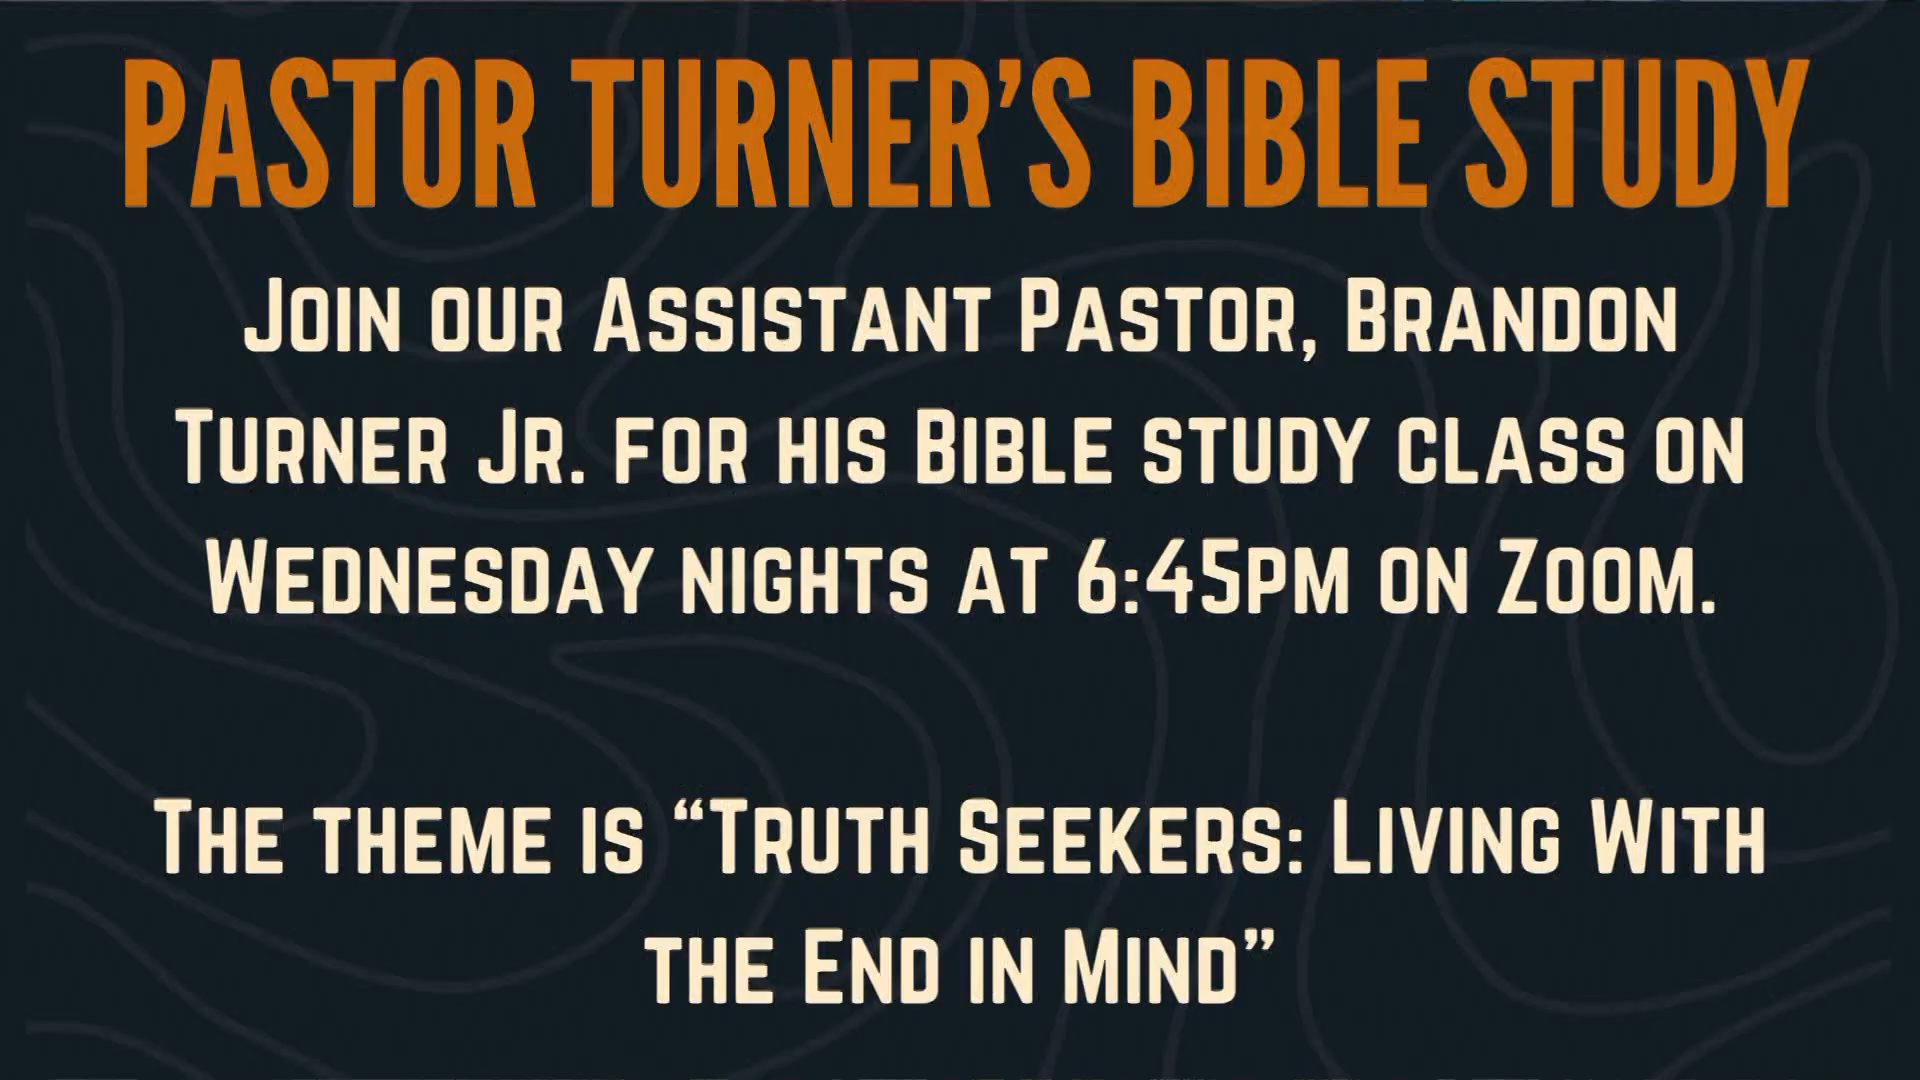 PASTOR TURNER’S BIBLE STUDY
Join our Assistant Pastor, Brandon
Turner Jr. for his Bible study class on
Wednesday nights at 6:45pm on Zoom.
The theme is “Truth Seekers: Living With
the End in Mind”